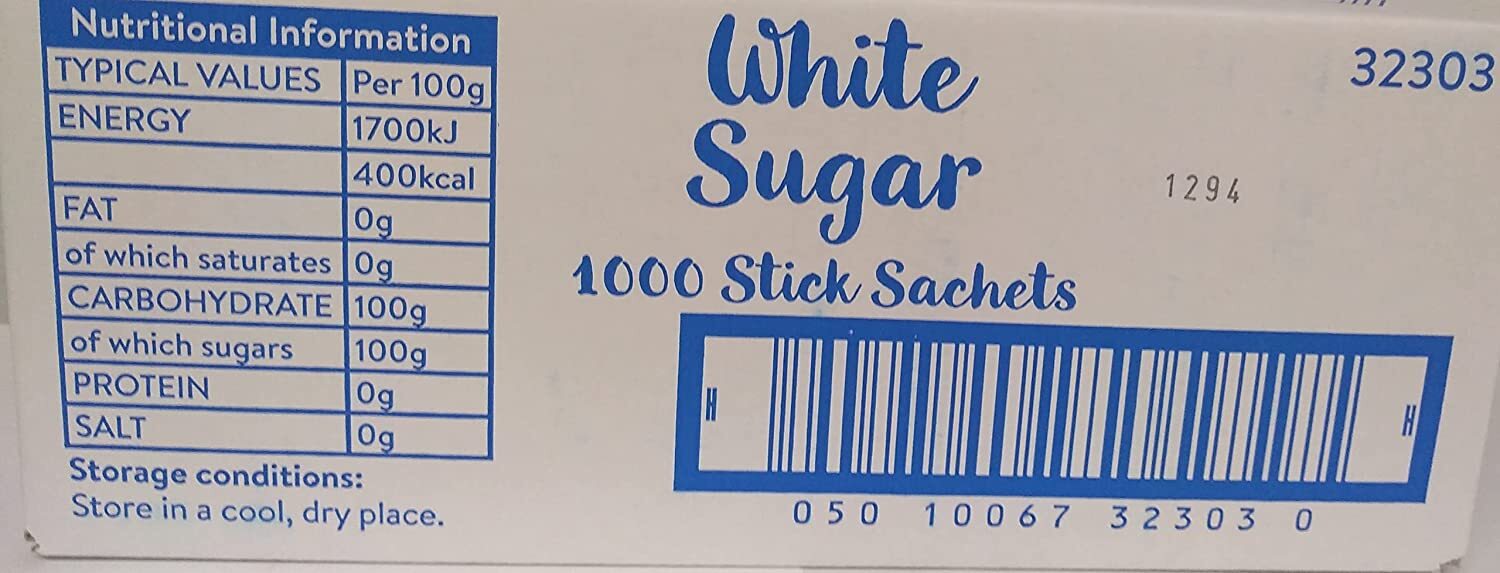 Nutritional Information
TYPICAL VALUES Per 100g
ENERGY 1700kJ
400kcal
FAT 0g
of which saturates 0g
CARBOHYDRATE 100g
of which sugars 100g
PROTEIN 0g
SALT 0g
Storage conditions:
Store in a cool, dry place.
White
Sugar
1000 Stick Sachets
32303
1294
H H
050 10067 32303 0